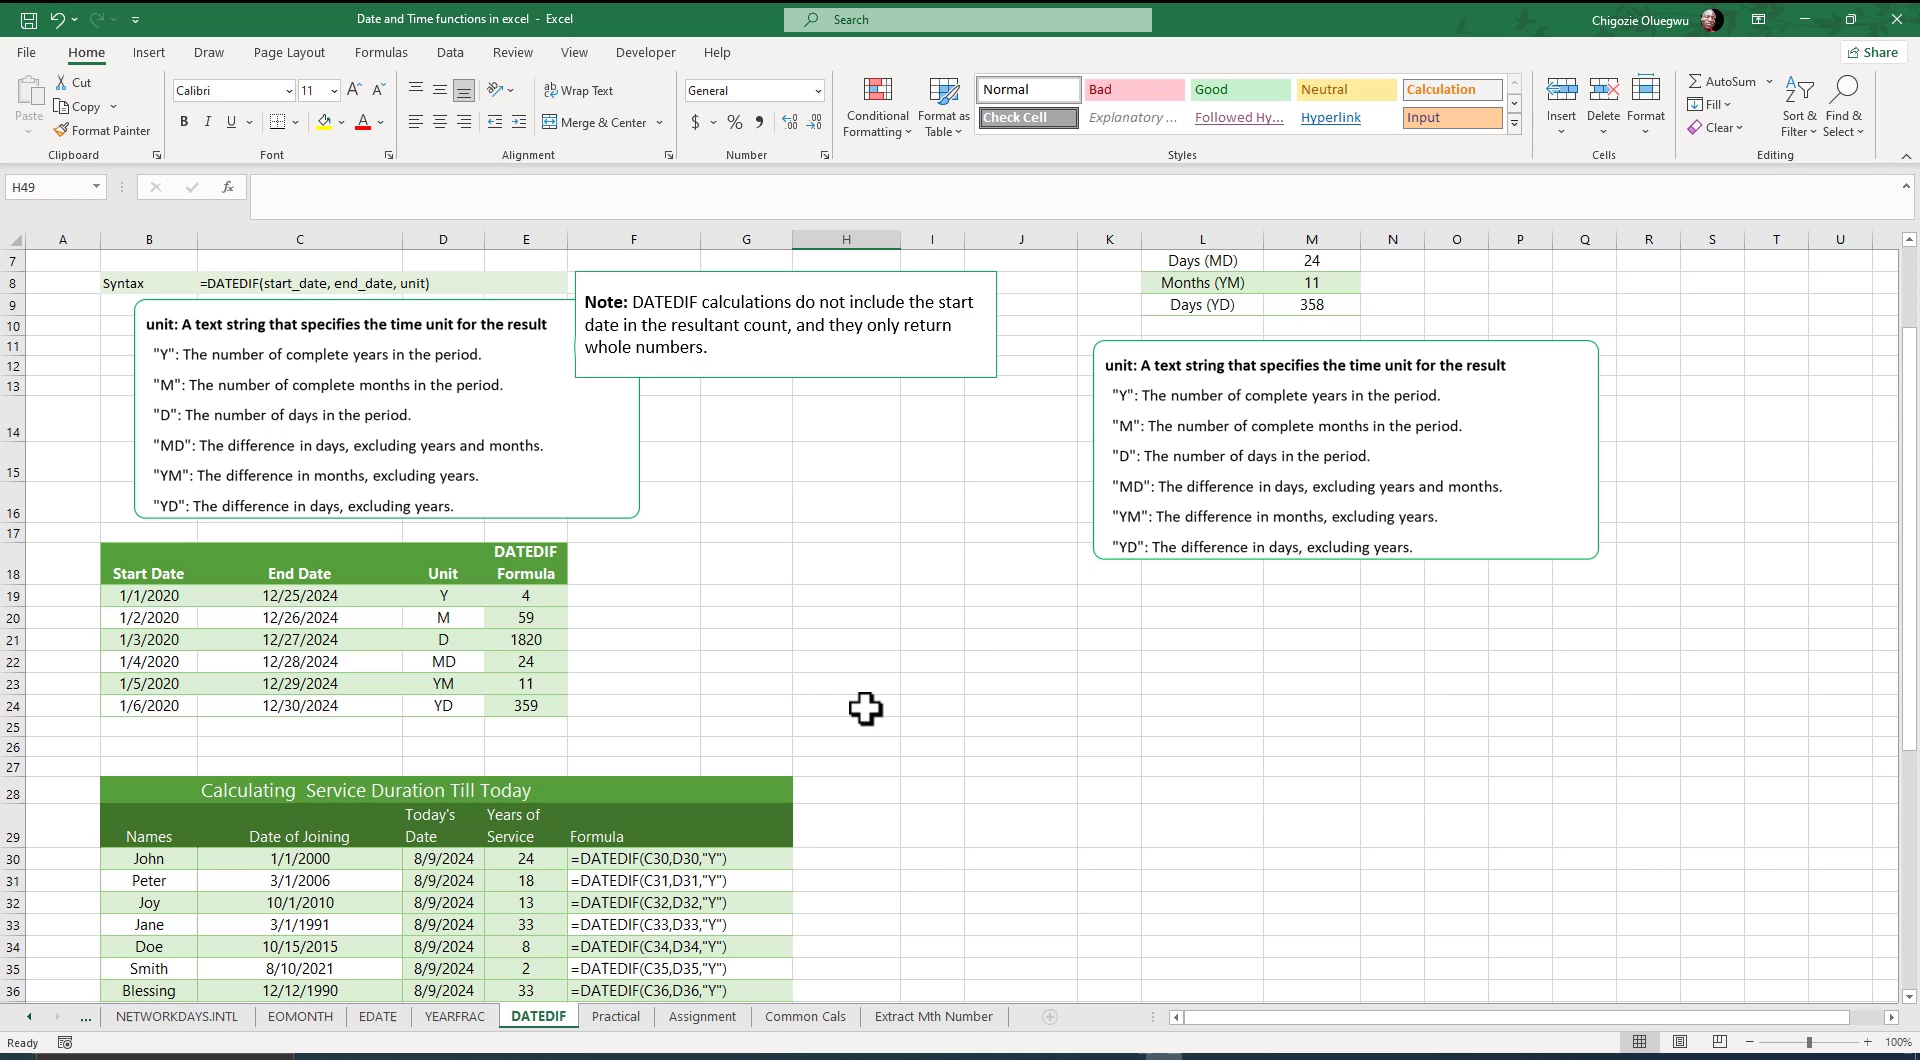 Date and Time functions in excel - Excel
Search
Chigozie Oluegwu
File Home Insert Draw Page Layout Formulas Data Review View Developer Help
Share
Paste
Cut
Copy
Format Painter
Clipboard
Calibri 11
B I U
Font
Wrap Text
Merge & Center
Alignment
General
$ % 9
Number
Conditional Formatting
Format as Table
Normal Bad Good Neutral Calculation
Check Cell Explanatory ... Followed Hy... Hyperlink Input
Styles
Insert Delete Format
Cells
AutoSum
Fill
Clear
Sort & Filter
Find & Select
Editing
H49
fx
A B C D E F G H I J K L M N O P Q R S T U
7 Days (MD) 24
8 Syntax =DATEDIF(start_date, end_date, unit) Months (YM) 11
9 Days (YD) 358
10
11
12
13
14
15
16
17
Note: DATEDIF calculations do not include the start
date in the resultant count, and they only return
whole numbers.
unit: A text string that specifies the time unit for the result
"Y": The number of complete years in the period.
"M": The number of complete months in the period.
"D": The number of days in the period.
"MD": The difference in days, excluding years and months.
"YM": The difference in months, excluding years.
"YD": The difference in days, excluding years.
unit: A text string that specifies the time unit for the result
"Y": The number of complete years in the period.
"M": The number of complete months in the period.
"D": The number of days in the period.
"MD": The difference in days, excluding years and months.
"YM": The difference in months, excluding years.
"YD": The difference in days, excluding years.
18 Start Date End Date Unit DATEDIF Formula
19 1/1/2020 12/25/2024 Y 4
20 1/2/2020 12/26/2024 M 59
21 1/3/2020 12/27/2024 D 1820
22 1/4/2020 12/28/2024 MD 24
23 1/5/2020 12/29/2024 YM 11
24 1/6/2020 12/30/2024 YD 359
25
26
27
28 Calculating Service Duration Till Today
29 Names Date of Joining Today's Date Years of Service Formula
30 John 1/1/2000 8/9/2024 24 =DATEDIF(C30,D30,"Y")
31 Peter 3/1/2006 8/9/2024 18 =DATEDIF(C31,D31,"Y")
32 Joy 10/1/2010 8/9/2024 13 =DATEDIF(C32,D32,"Y")
33 Jane 3/1/1991 8/9/2024 33 =DATEDIF(C33,D33,"Y")
34 Doe 10/15/2015 8/9/2024 8 =DATEDIF(C34,D34,"Y")
35 Smith 8/10/2021 8/9/2024 2 =DATEDIF(C35,D35,"Y")
36 Blessing 12/12/1990 8/9/2024 33 =DATEDIF(C36,D36,"Y")
... NETWORKDAYS.INTL EOMONTH EDATE YEARFRAC DATEDIF Practical Assignment Common Cals Extract Mth Number
Ready
100%